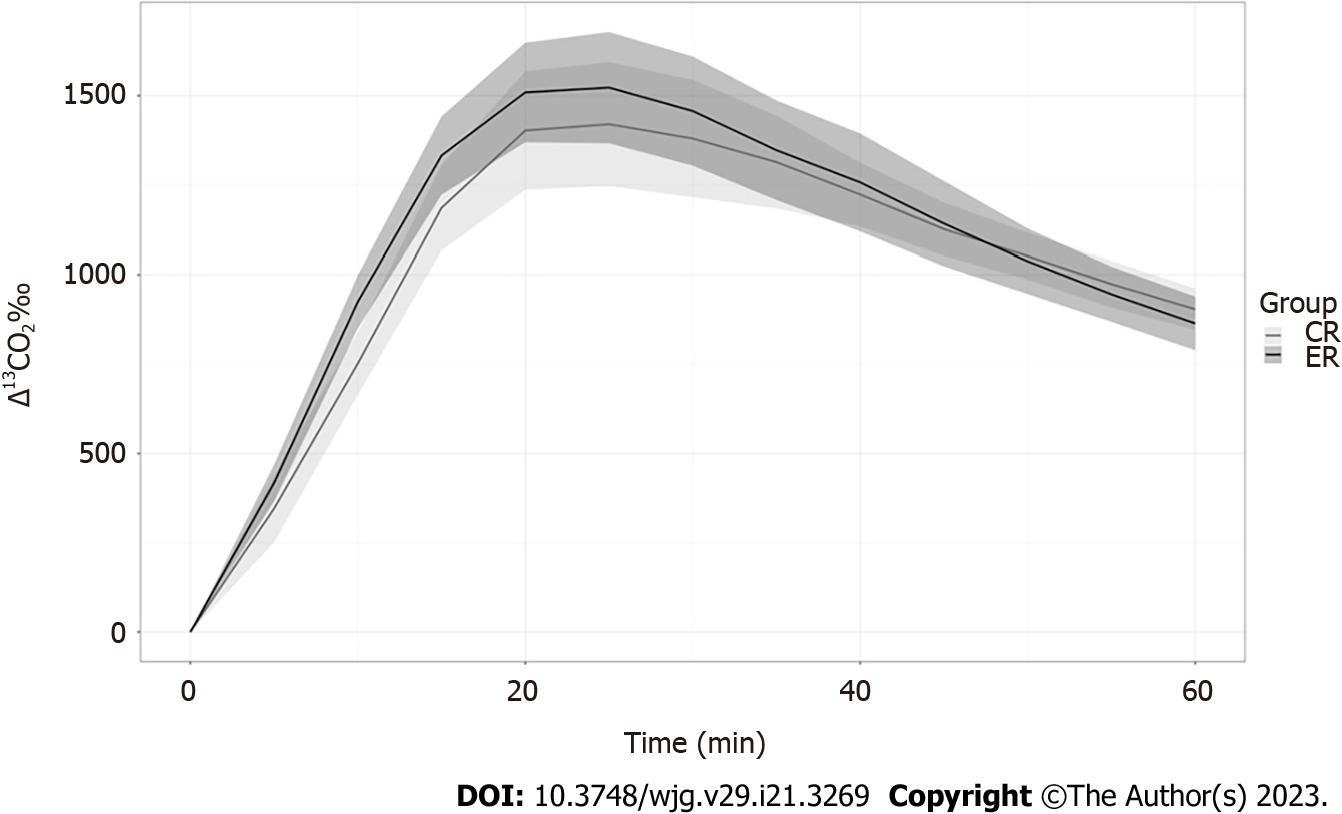 1500
1000
500
0
Δ¹³CO₂‰
0 20 40 60
Time (min)
Group
CR
ER
DOI: 10.3748/wjg.v29.i21.3269 Copyright ©The Author(s) 2023.